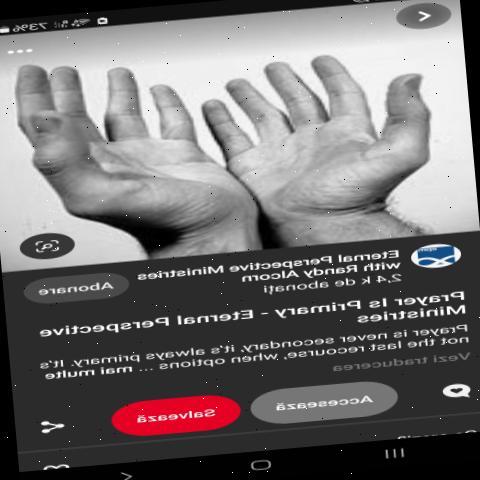 73%
Eternal Perspective Ministries
with Randy Alcorn
2,4 k de abonați
Abonare
Prayer Is Primary - Eternal Perspective
Ministries
Prayer is never secondary, it's always primary. It's
not the last recourse, when options ... mai multe
Vezi traducerea
Accesează
Salvează